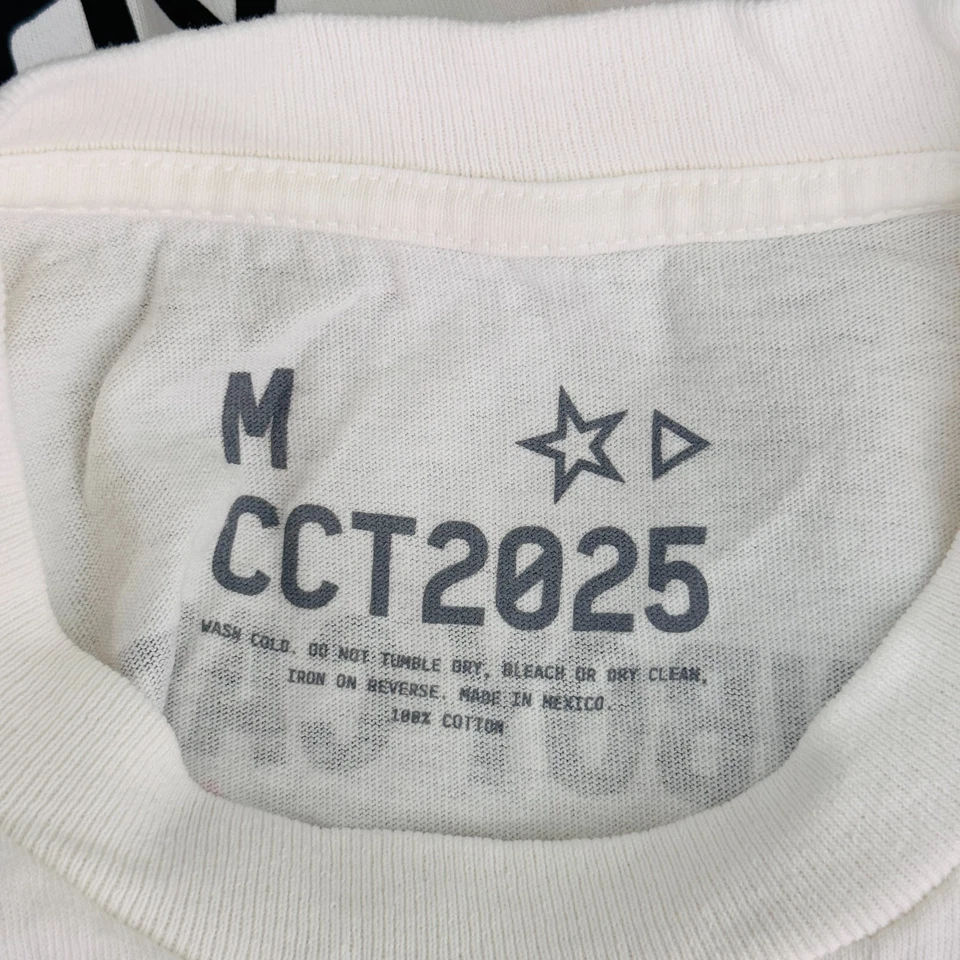 M
CCT2025
WASH COLD. DO NOT TUMBLE DRY, BLEACH OR DRY CLEAN,
IRON ON REVERSE. MADE IN MEXICO.
100% COTTON